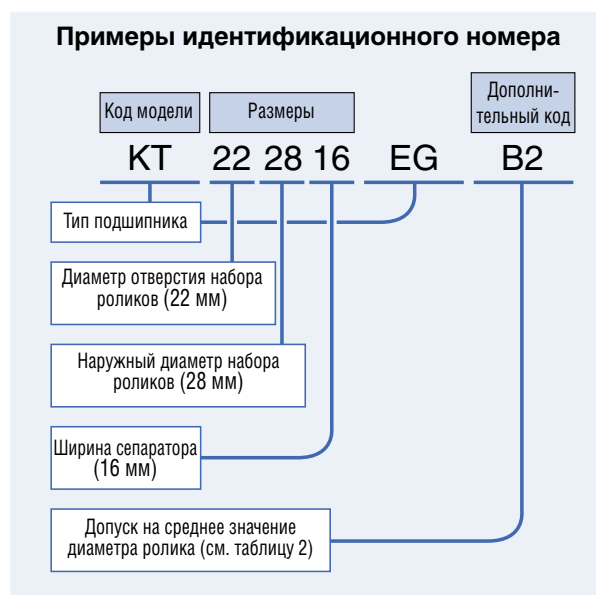 Примеры идентификационного номера
Код модели
Размеры
Дополни-
тельный код
KT 22 28 16 EG B2
Тип подшипника
Диаметр отверстия набора
роликов (22 мм)
Наружный диаметр набора
роликов (28 мм)
Ширина сепаратора
(16 мм)
Допуск на среднее значение
диаметра ролика (см. таблицу 2)